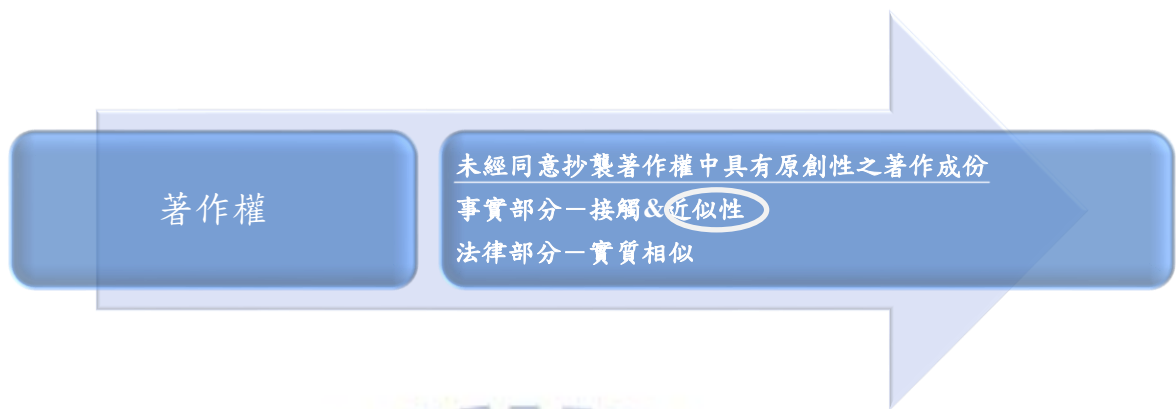 著作權
未經同意抄襲著作權中具有原創性之著作成份
事實部分－接觸&近似性
法律部分－實質相似